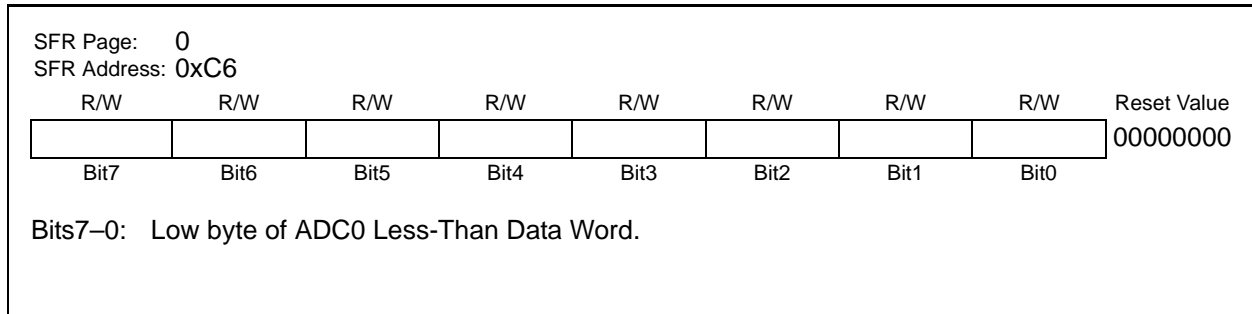 SFR Page: 0
SFR Address: 0xC6
R/W R/W R/W R/W R/W R/W R/W R/W Reset Value
00000000
Bit7 Bit6 Bit5 Bit4 Bit3 Bit2 Bit1 Bit0
Bits7–0: Low byte of ADC0 Less-Than Data Word.